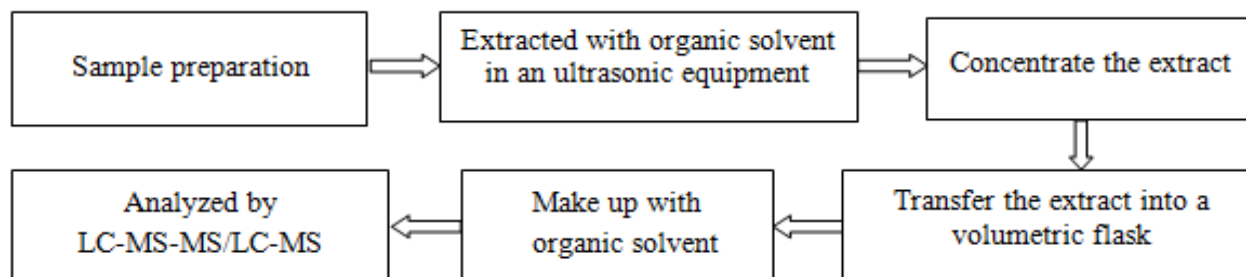 Sample preparation
Extracted with organic solvent
in an ultrasonic equipment
Concentrate the extract
Transfer the extract into a
volumetric flask
Make up with
organic solvent
Analyzed by
LC-MS-MS/LC-MS